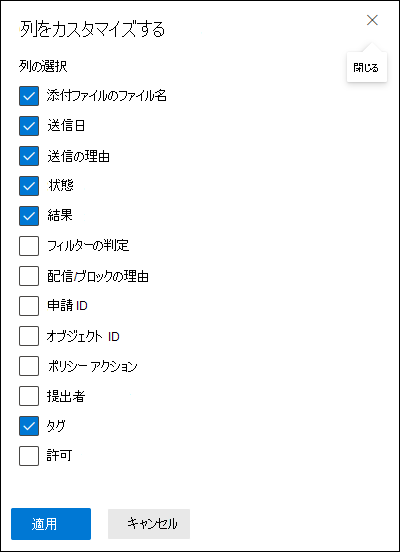 列をカスタマイズする
閉じる
列の選択
添付ファイルのファイル名
送信日
送信の理由
状態
結果
フィルターの判定
配信/ブロックの理由
申請 ID
オブジェクト ID
ポリシー アクション
提出者
タグ
許可
適用
キャンセル